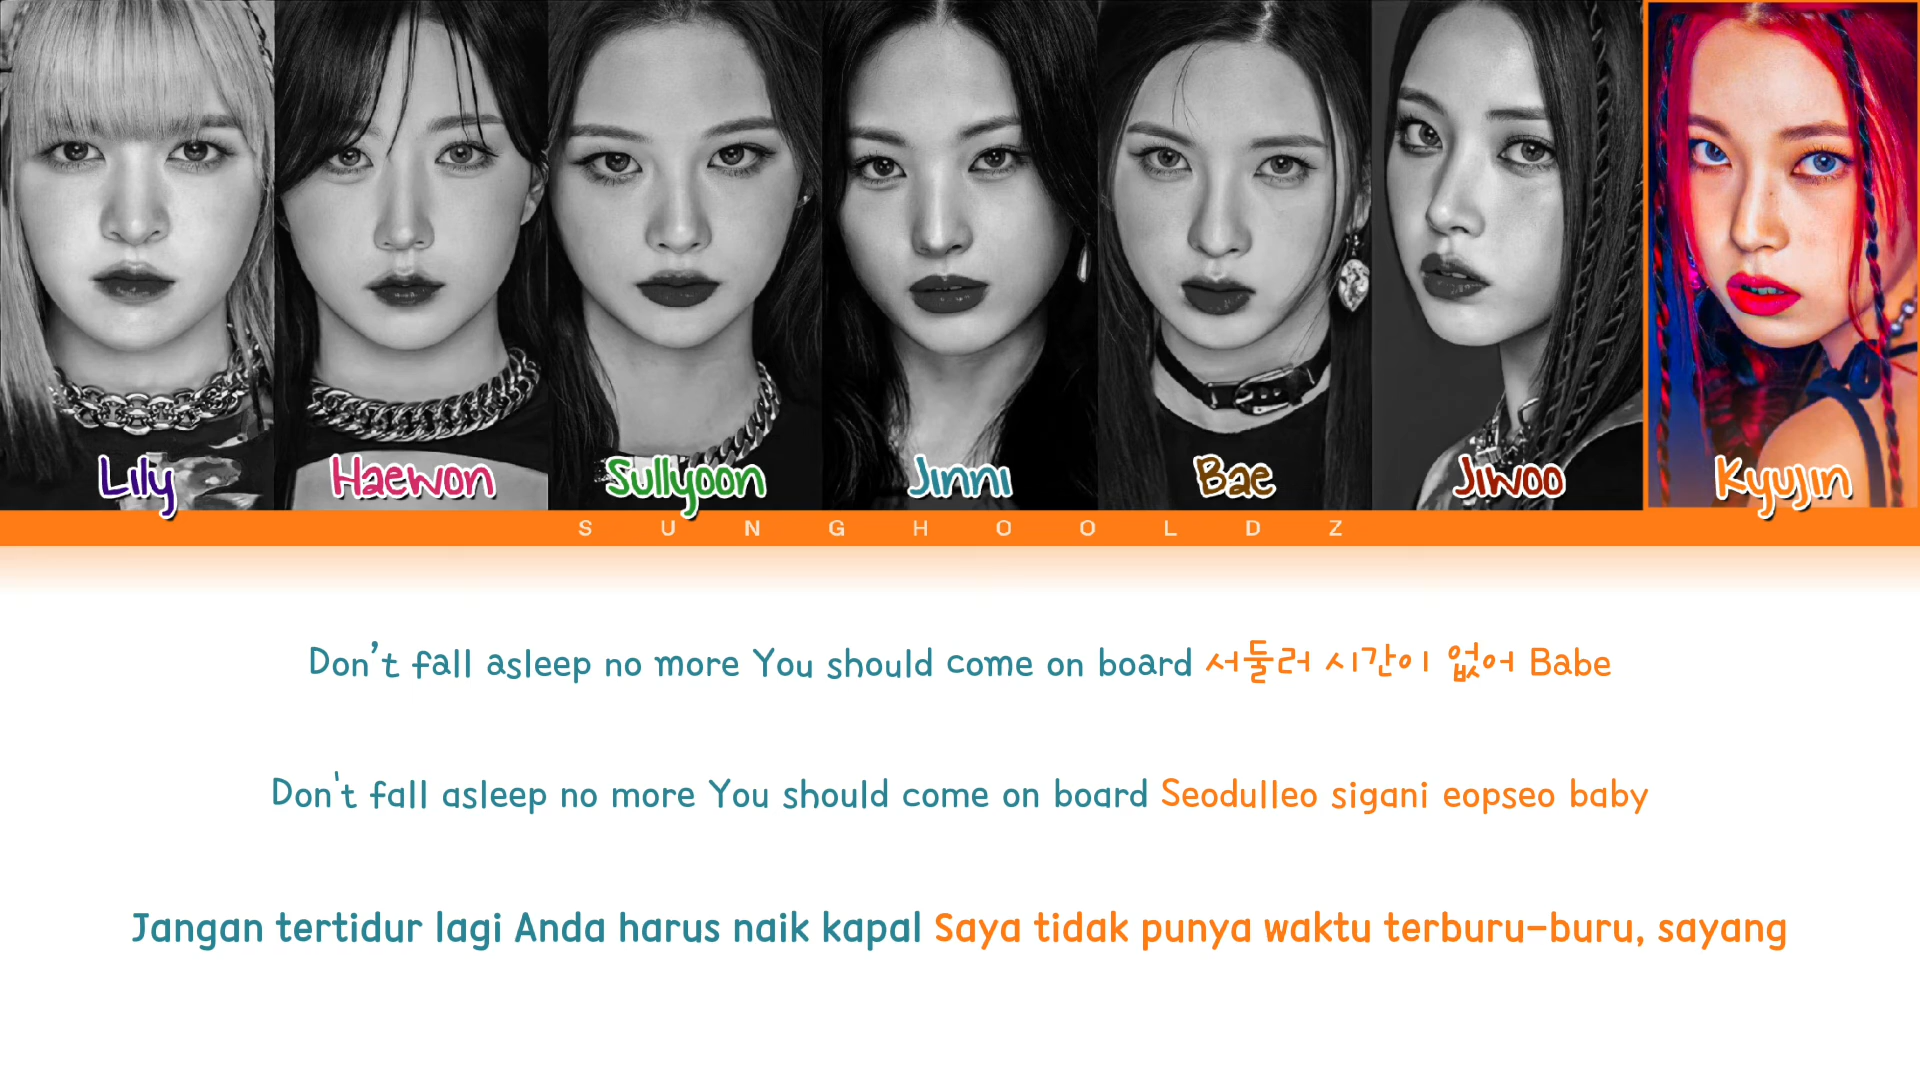 Lily Haewon Sullyoon Jinni Bae Jiwoo Kyujin
SUNGHOOLDZ
Don’t fall asleep no more You should come on board 서둘러 시간이 없어 Babe
Don't fall asleep no more You should come on board Seodulleo sigani eopseo baby
Jangan tertidur lagi Anda harus naik kapal Saya tidak punya waktu terburu-buru, sayang